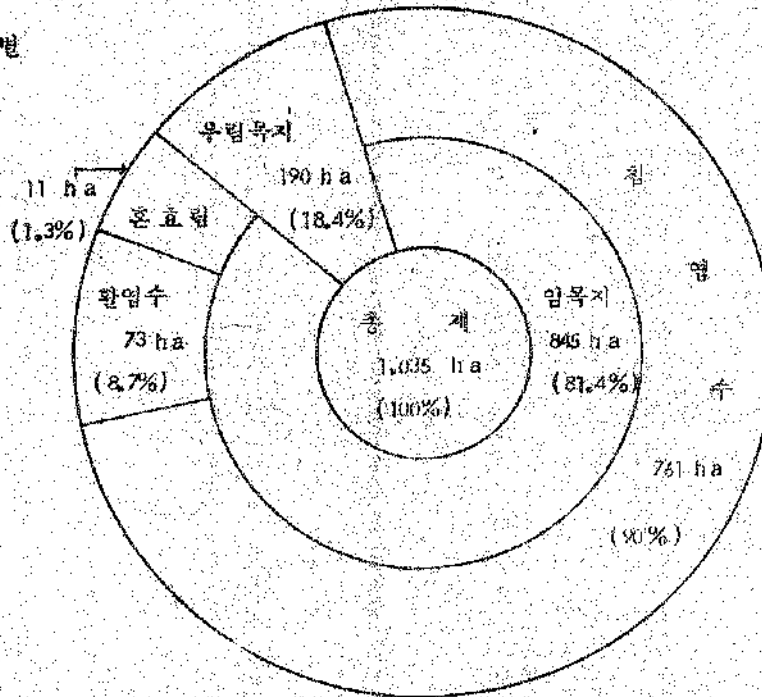 별
무림목지
190 ha
(18.4%)
11 ha
(1.3%)
혼효림
활엽수
73 ha
(8.7%)
총 계
1,035 ha
(100%)
임목지
845 ha
(81.4%)
침
엽
수
761 ha
(90%)